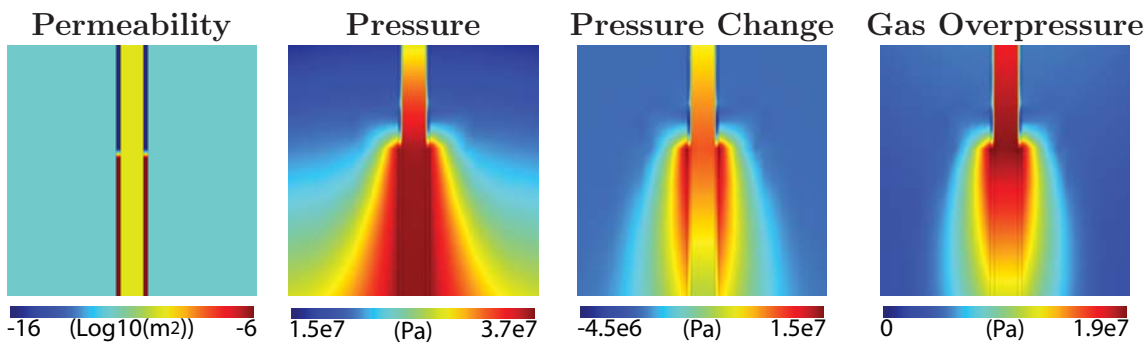 Permeability Pressure Pressure Change Gas Overpressure
-16 (Log10(m2)) -6 1.5e7 (Pa) 3.7e7 -4.5e6 (Pa) 1.5e7 0 (Pa) 1.9e7